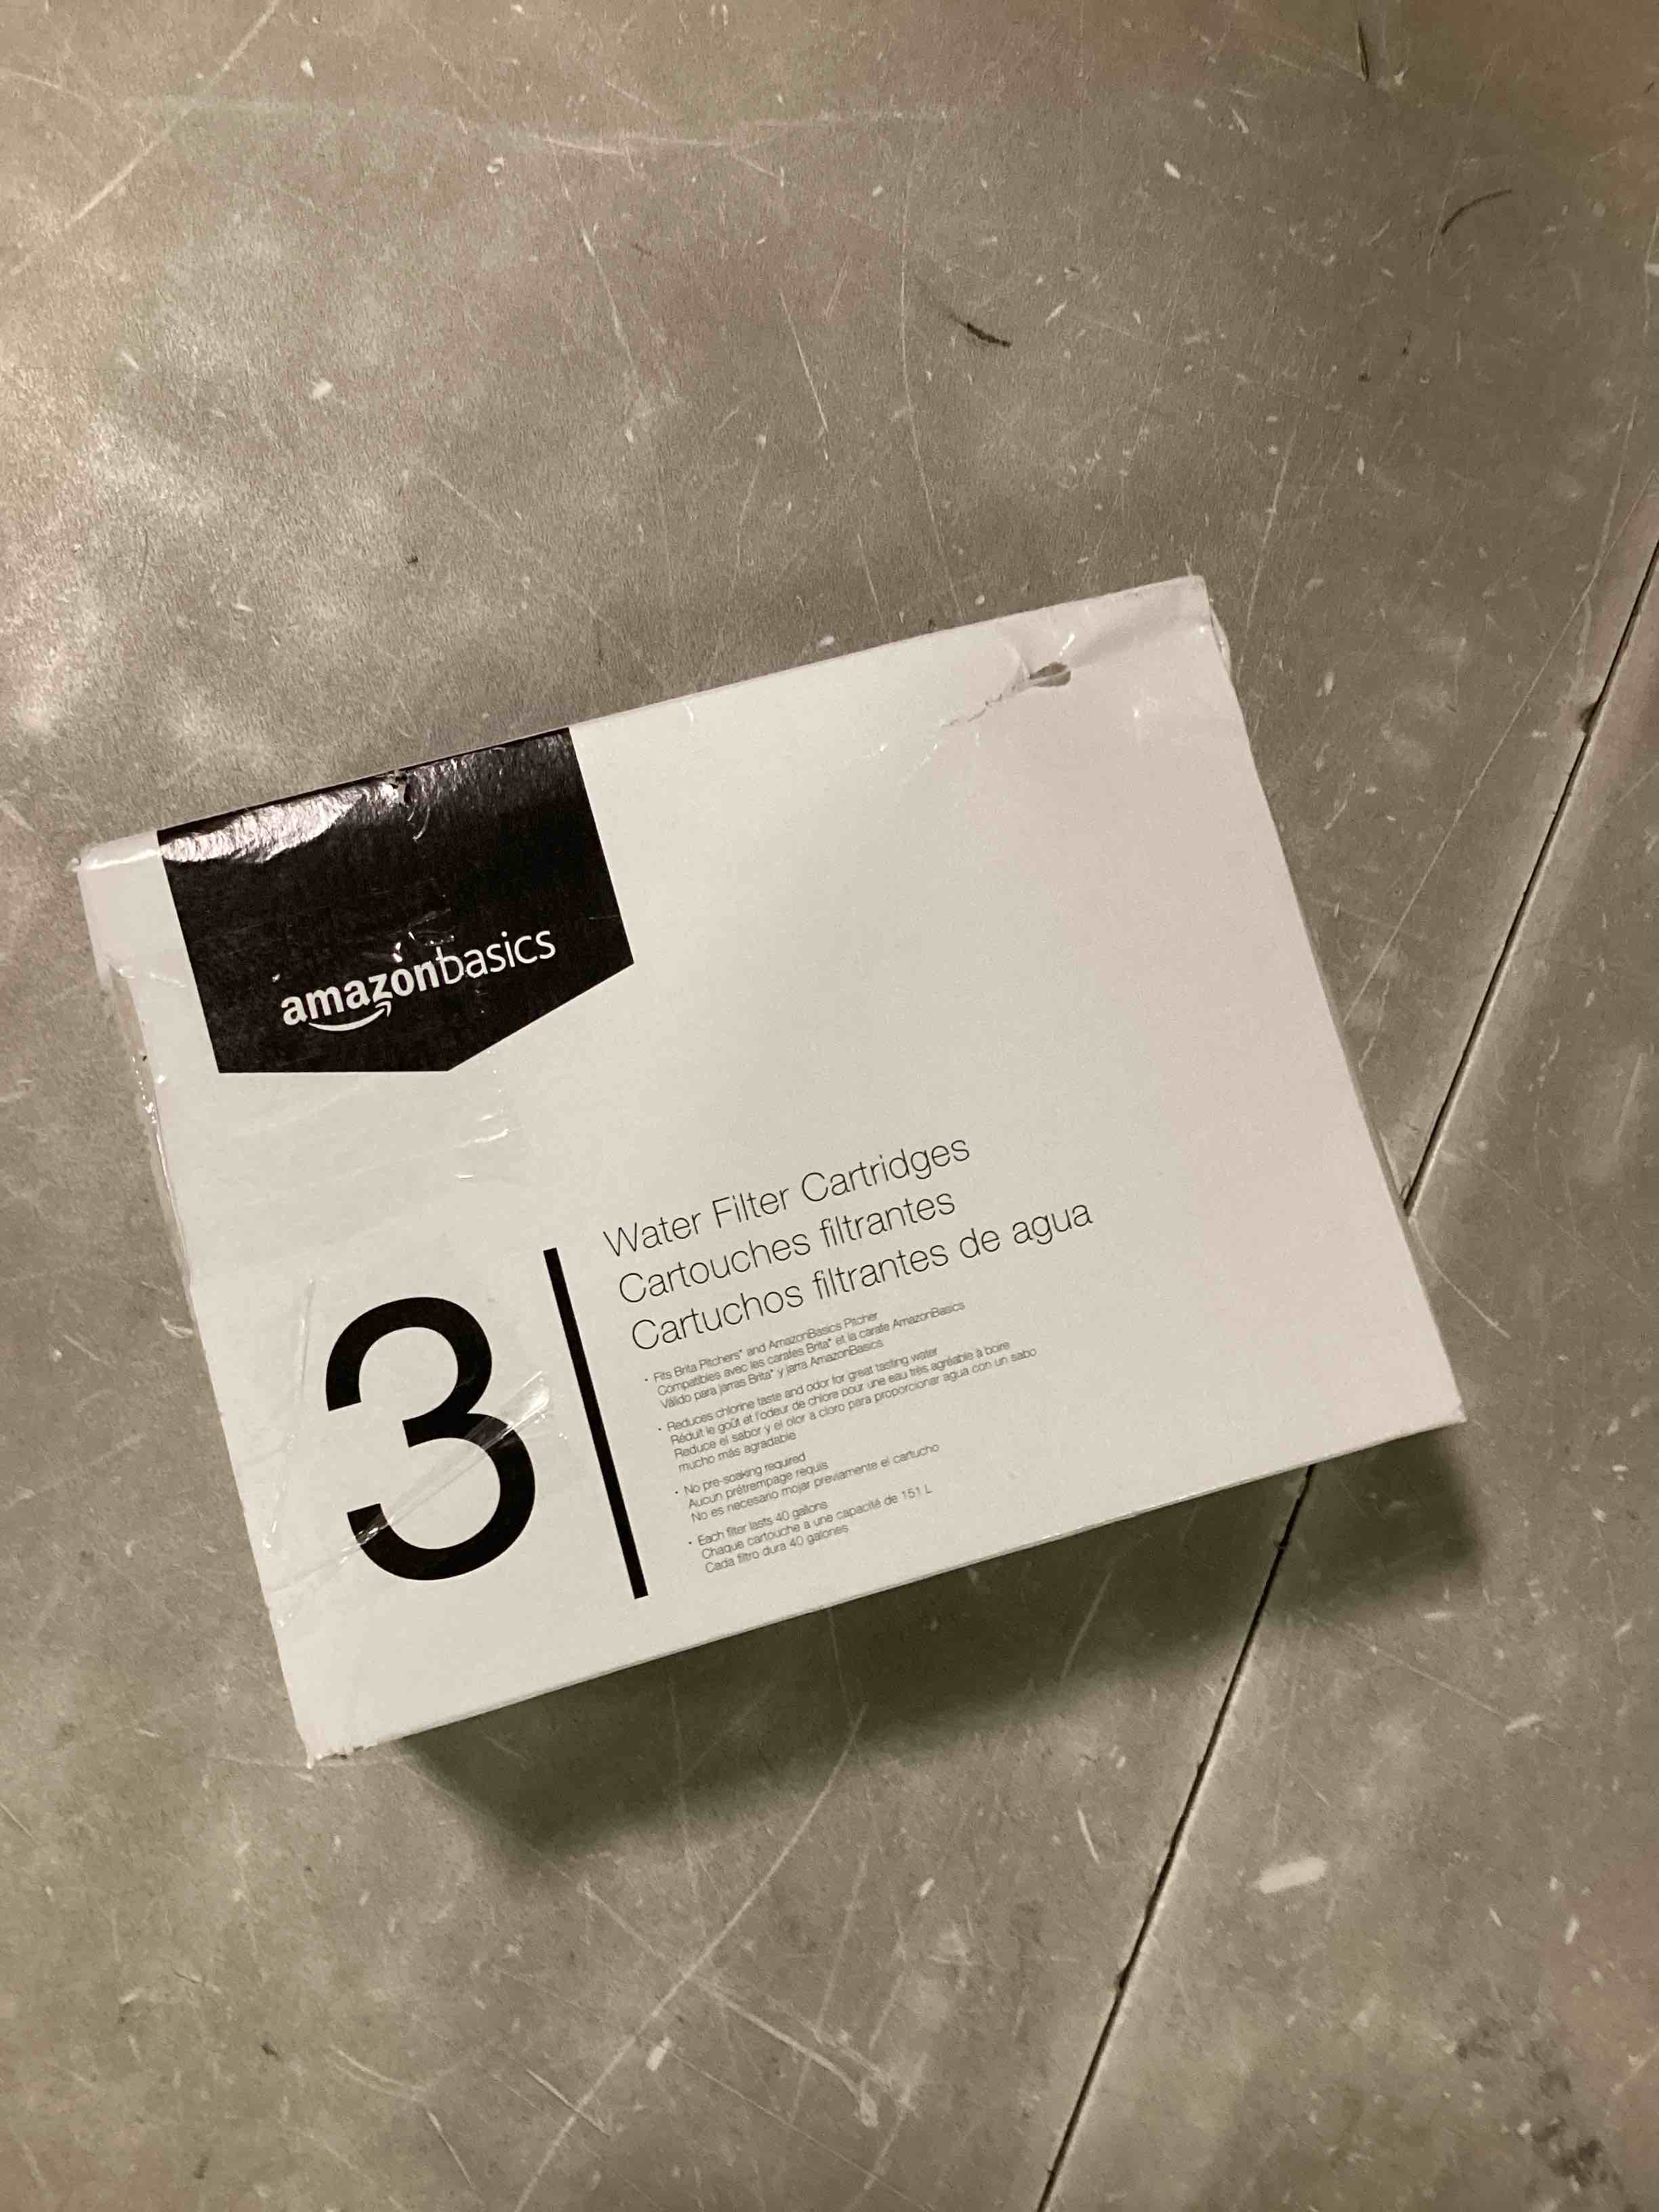 amazonbasics
3
Water Filter Cartridges
Cartouches filtrantes
Cartuchos filtrantes de agua
· Fits Brita Pitchers* and AmazonBasics Pitcher
Compatibles avec les carafes Brita* et la carafe AmazonBasics
Válido para jarras Brita* y jarra AmazonBasics
· Reduces chlorine taste and odor for great tasting water
Réduit le goût et l'odeur de chlore pour une eau très agréable à boire
Reduce el sabor y el olor a cloro para proporcionar agua con un sabo
mucho más agradable
· No pre-soaking required
Aucun prétrempage requis
No es necesario mojar previamente el cartucho
· Each filter lasts 40 gallons
Chaque cartouche a une capacité de 151 L
Cada filtro dura 40 galones